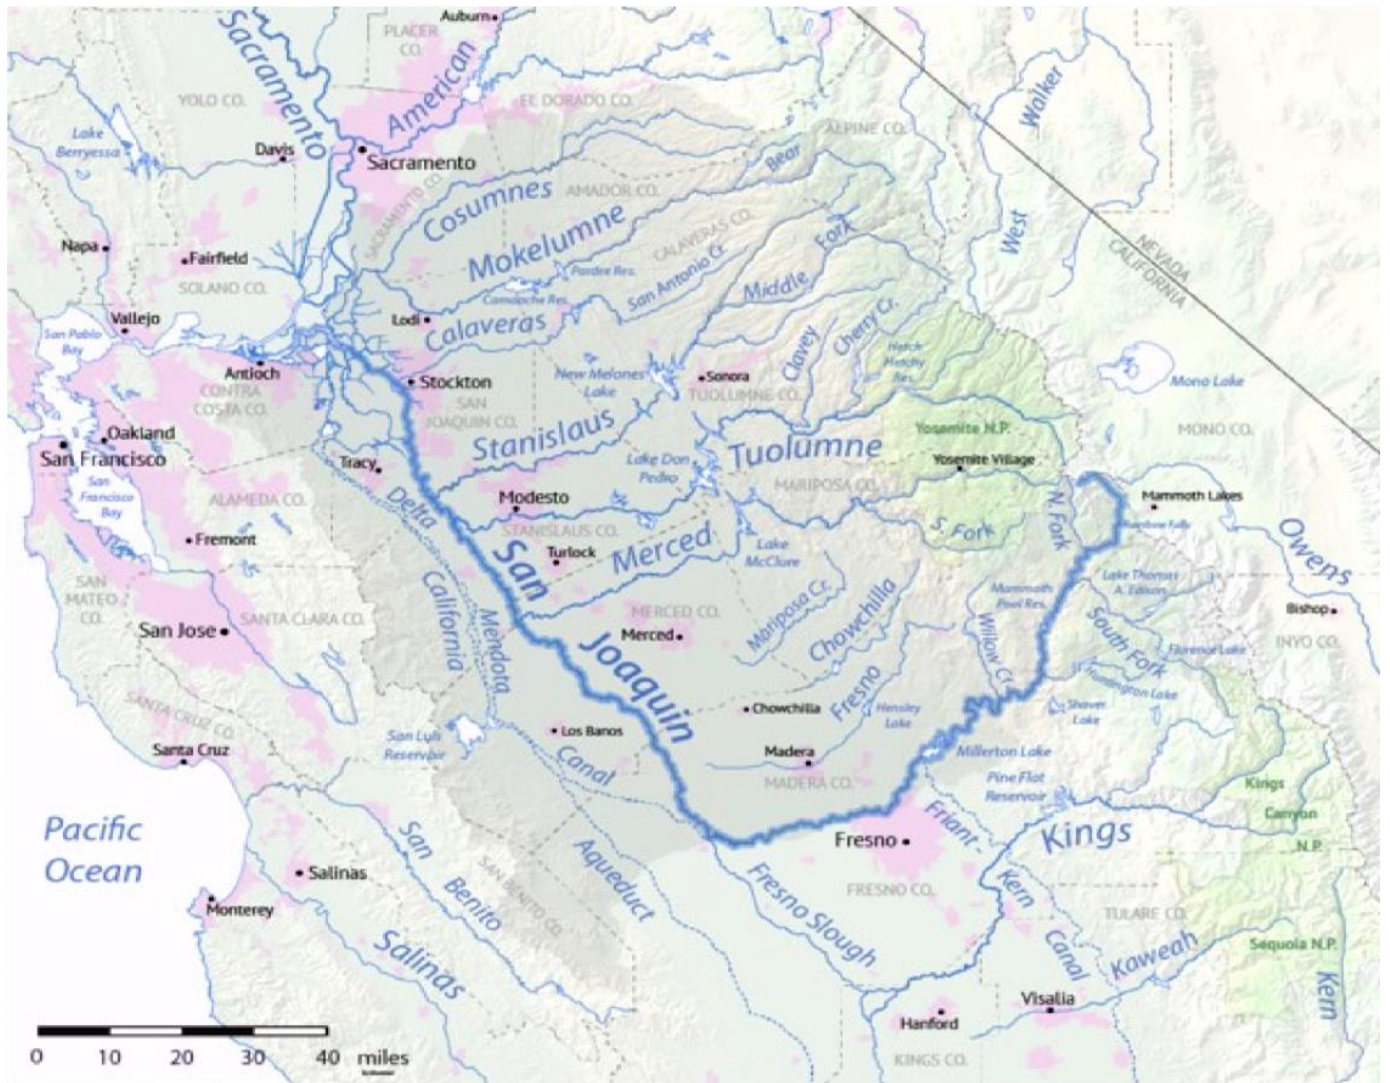 Auburn
PLACER
CO.
Sacramento
American
YOLO CO.
EL DORADO CO.
Walker
Lake
Berryessa
Davis
Sacramento
ALPINE CO.
Bear
SACRAMENTO CO.
Cosumnes
AMADOR CO.
Napa
Fairfield
Mokelumne
CALAVERAS CO.
Fork
West
NEVADA
CALIFORNIA
SOLANO CO.
Pardee Res.
San Antonio Cr.
Middle
Camanche Res.
Vallejo
Lodi
Calaveras
Clavey
Cherry Cr.
San Pablo
Bay
Hetch
Hetchy
Res.
Antioch
Stockton
New Melones
Lake
Sonora
Mono Lake
CONTRA
COSTA CO.
SAN
JOAQUIN CO.
TUOLUMNE CO.
Oakland
Stanislaus
Tuolumne
Yosemite N.P.
MONO CO.
San Francisco
Tracy
Lake Don
Pedro
Yosemite Village
San
Francisco
Bay
ALAMEDA CO.
Delta
Modesto
MARIPOSA CO.
N. Fork
Mammoth Lakes
STANISLAUS CO.
S. Fork
Rainbow Falls
Owens
Fremont
San
Turlock
Merced
Lake
McClure
SAN
MATEO
CO.
California
Mendota
Mariposa Cr.
Chowchilla
Mammoth
Pool Res.
Lake Thomas
A. Edison
SANTA CLARA CO.
MERCED CO.
Bishop
San Jose
Joaquin
Merced
Willow Cr.
South Fork
Florence Lake
INYO CO.
Huntington Lake
SANTA CRUZ CO.
Chowchilla
Fresno
Hensley
Lake
Shaver
Lake
San Luis
Reservoir
Los Banos
Santa Cruz
Canal
Madera
MADERA CO.
Millerton Lake
Pine Flat
Reservoir
Kings
Canyon
N.P.
Pacific
Ocean
San
Benito
Aqueduct
Fresno
Friant
Kings
Salinas
SAN BENITO CO.
Fresno Slough
FRESNO CO.
Kern
TULARE CO.
Monterey
Salinas
Canal
Kaweah
Sequoia N.P.
Kern
Visalia
Hanford
KINGS CO.
0 10 20 30 40 miles